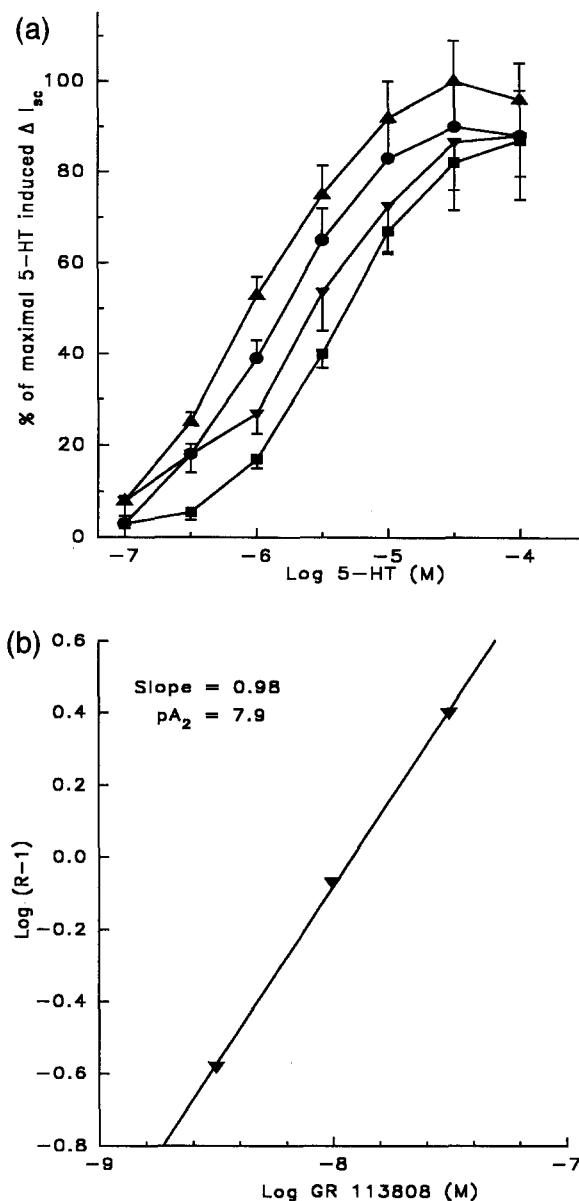 (a)
% of maximal 5-HT induced Δ Isc
100
80
60
40
20
0
-7
-6
-5
-4
Log 5-HT (M)
(b)
0.6
0.4
0.2
0.0
-0.2
-0.4
-0.6
-0.8
Slope = 0.98
pA2 = 7.9
Log (R-1)
-9
-8
-7
Log GR 113808 (M)